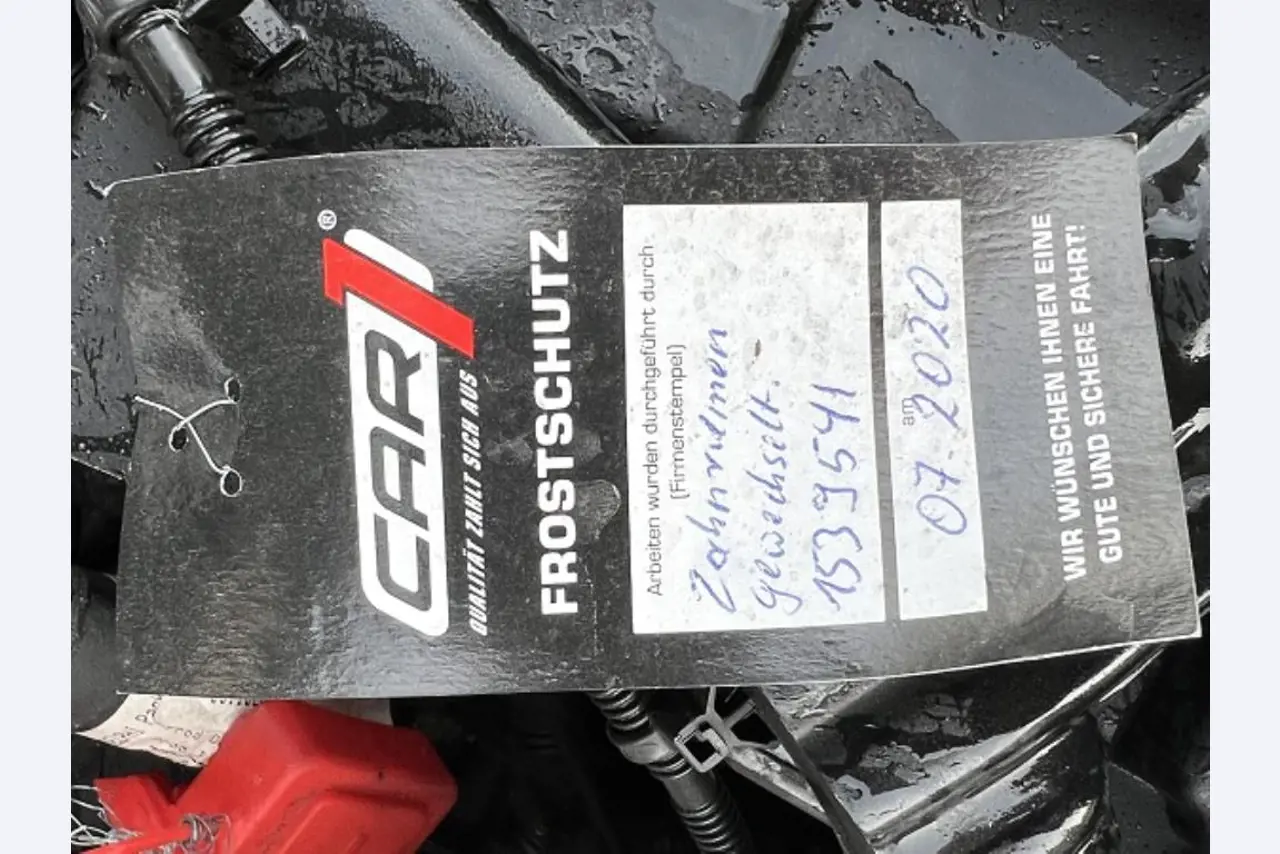 CAR1®
QUALITÄT ZAHLT SICH AUS
FROSTSCHUTZ
Arbeiten wurden durchgeführt durch
(Firmenstempel)
Zahnriemen
gewechselt.
1539541
am
07.2020
WIR WÜNSCHEN IHNEN EINE
GUTE UND SICHERE FAHRT!